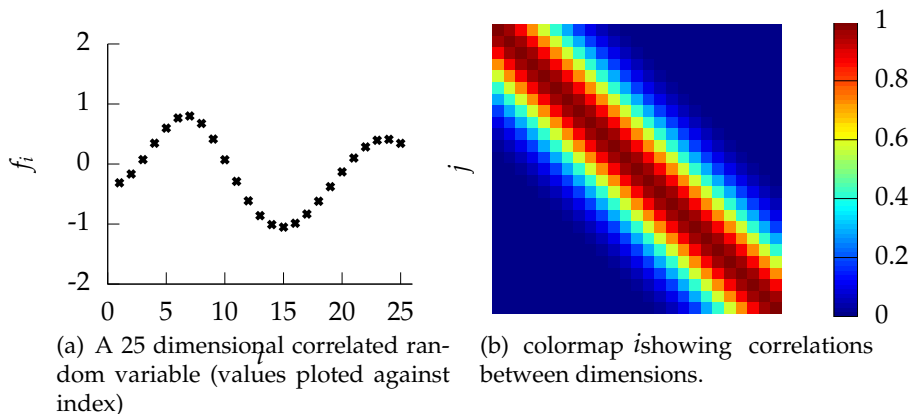 2
1
0
-1
-2
f_i
0 5 10 15 20 25
i
j
i
1
0.8
0.6
0.4
0.2
0
(a) A 25 dimensional correlated ran-
dom variable (values ploted against
index)
(b) colormap showing correlations
between dimensions.